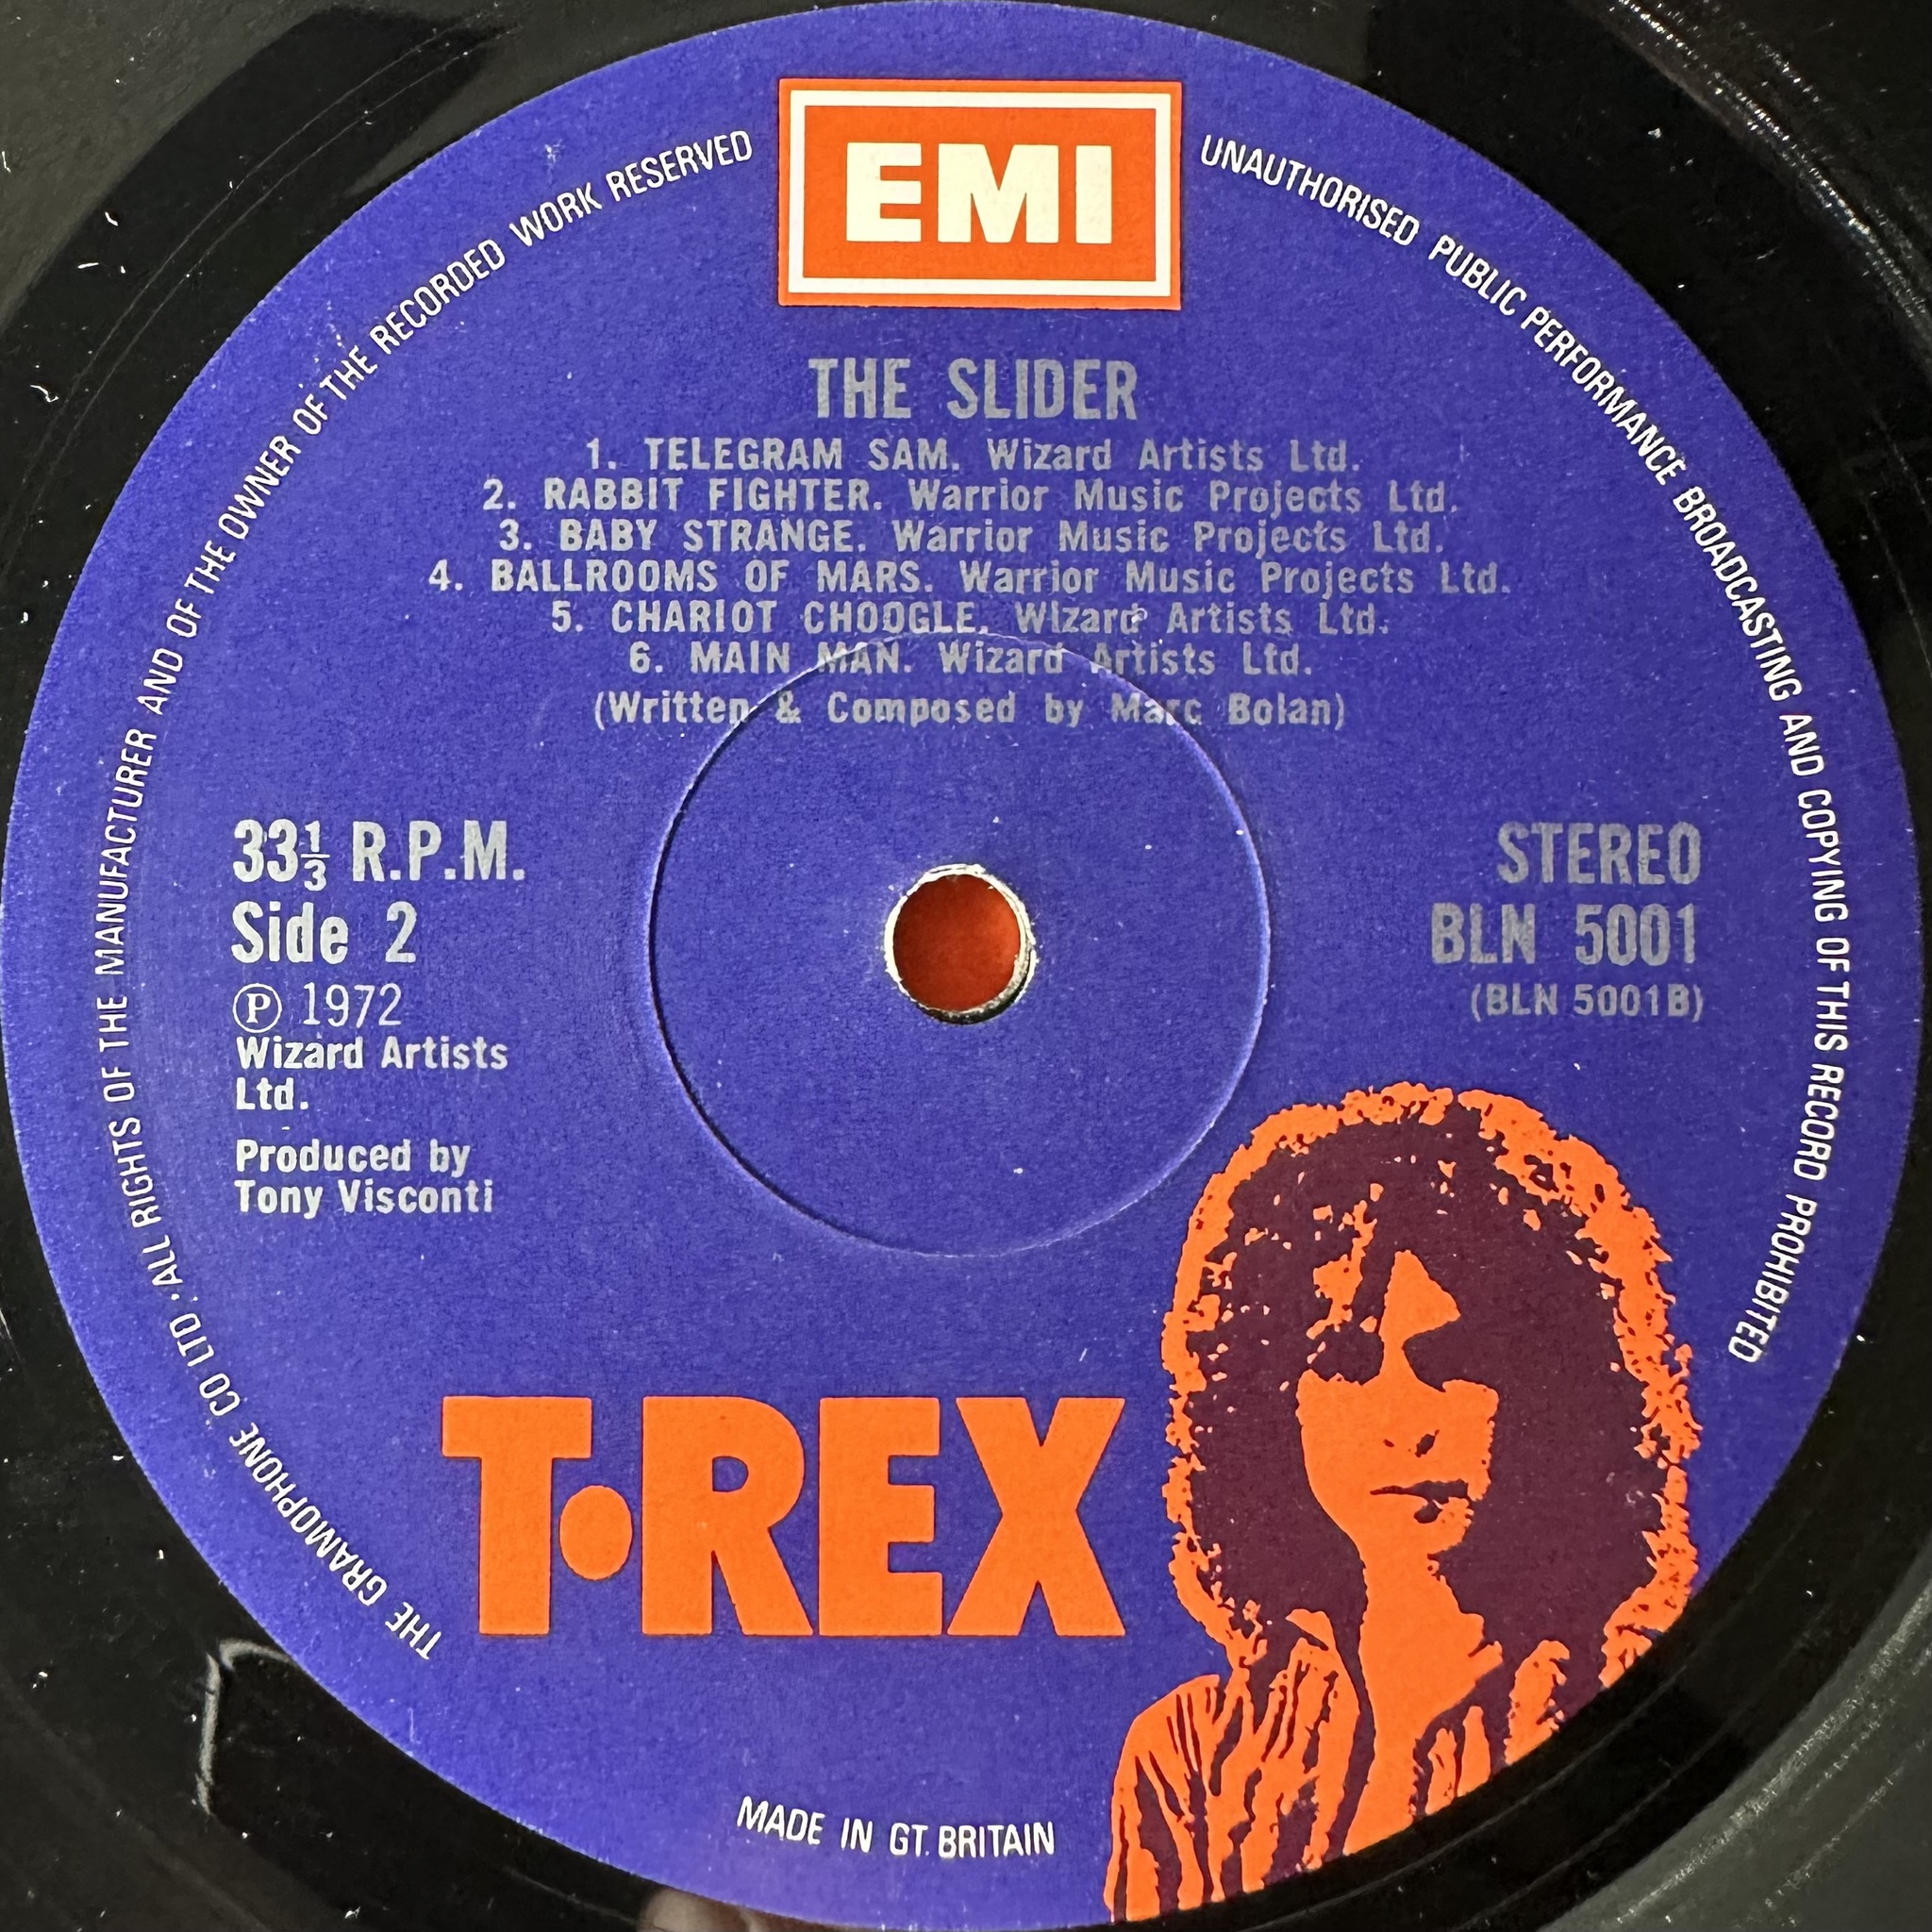 EMI
THE GRAMOPHONE CO LTD · ALL RIGHTS OF THE MANUFACTURER AND OF THE OWNER OF THE RECORDED WORK RESERVED
UNAUTHORISED PUBLIC PERFORMANCE BROADCASTING AND COPYING OF THIS RECORD PROHIBITED
THE SLIDER
1. TELEGRAM SAM. Wizard Artists Ltd.
2. RABBIT FIGHTER. Warrior Music Projects Ltd.
3. BABY STRANGE. Warrior Music Projects Ltd.
4. BALLROOMS OF MARS. Warrior Music Projects Ltd.
5. CHARIOT CHOOGLE. Wizard Artists Ltd.
6. MAIN MAN. Wizard Artists Ltd.
(Written & Composed by Marc Bolan)
33⅓ R.P.M.
Side 2
Ⓟ 1972
Wizard Artists
Ltd.
Produced by
Tony Visconti
STEREO
BLN 5001
(BLN 5001B)
T·REX
MADE IN GT. BRITAIN